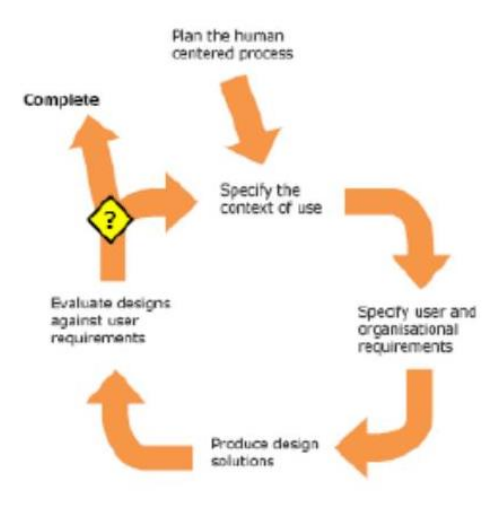 Plan the human
centered process
Complete
Specify the
context of use
?
Evaluate designs
against user
requirements
Specify user and
organisational
requirements
Produce design
solutions